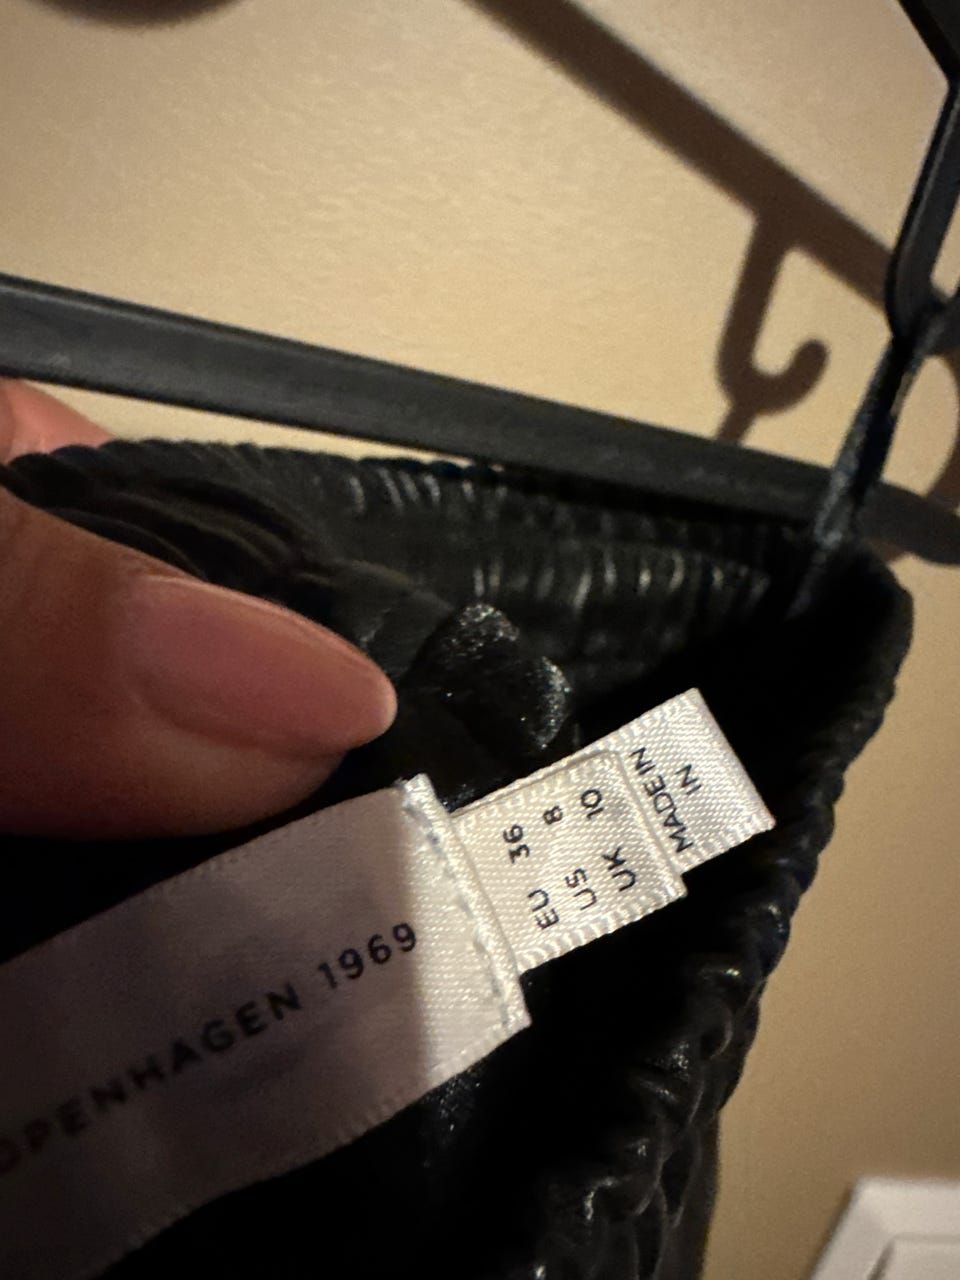 OPENHAGEN 1969
EU 36
US 8
UK 10
MADE IN
IN